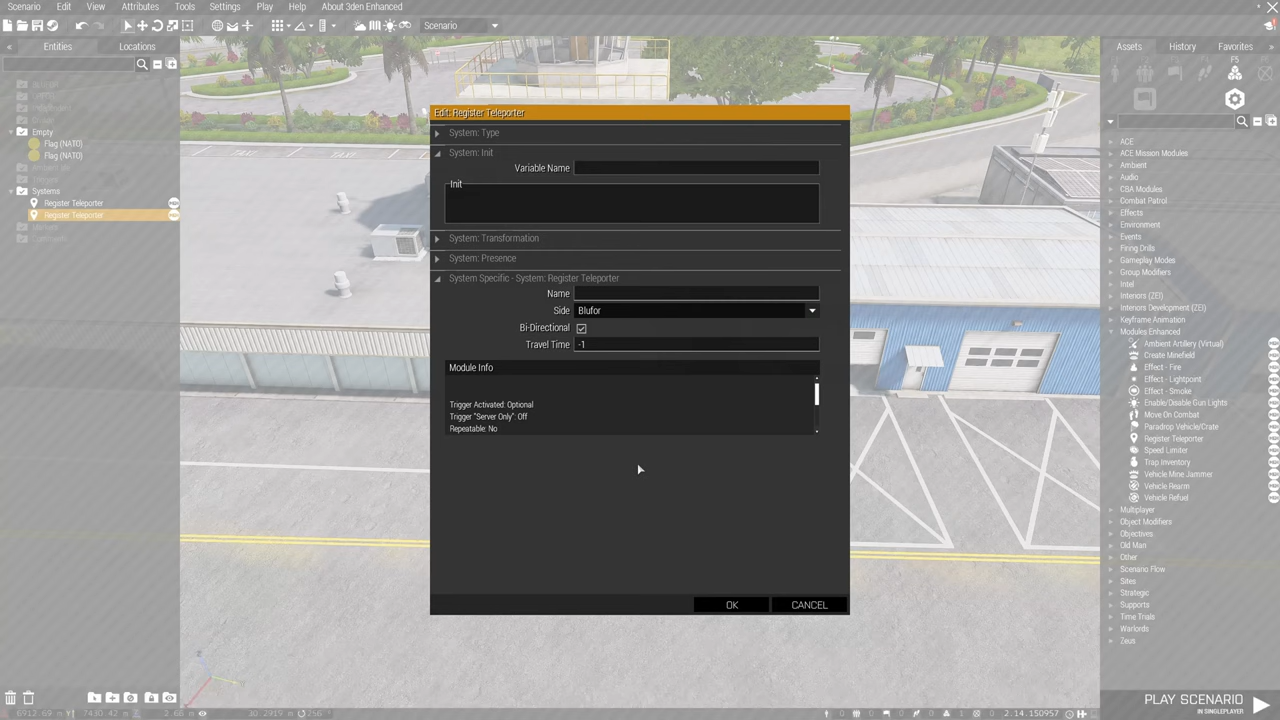 Scenario Edit View Attributes Tools Settings Play Help About 3den Enhanced
Scenario
Entities Locations
Empty
Flag (NATO)
Flag (NATO)
Systems
Register Teleporter
Register Teleporter
Edit: Register Teleporter
System: Type
System: Init
Variable Name
Init
System: Transformation
System: Presence
System Specific - System: Register Teleporter
Name
Side Blufor
Bi-Directional
Travel Time -1
Module Info
Trigger Activated: Optional
Trigger "Server Only": Off
Repeatable: No
OK CANCEL
Assets History Favorites
F5
ACE
ACE Mission Modules
Ambient
Audio
CBA Modules
Combat Patrol
Effects
Environment
Events
Firing Drills
Gameplay Modes
Group Modifiers
Intel
Interiors (ZEI)
Interiors Development (ZEI)
Keyframe Animation
Modules Enhanced
Ambient Artillery (Virtual)
Create Minefield
Effect - Fire
Effect - Lightpoint
Effect - Smoke
Enable/Disable Gun Lights
Move On Combat
Paradrop Vehicle/Crate
Register Teleporter
Speed Limiter
Trap Inventory
Vehicle Mine Jammer
Vehicle Rearm
Vehicle Refuel
Multiplayer
Object Modifiers
Objectives
Old Man
Other
Scenario Flow
Sites
Strategic
Supports
Time Trials
Warlords
Zeus
PLAY SCENARIO
IN SINGLEPLAYER
2.14.150957